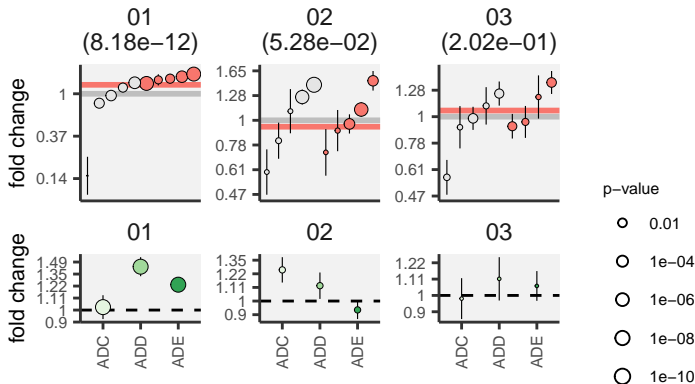 01 02 03
(8.18e−12) (5.28e−02) (2.02e−01)
fold change
1
0.37
0.14
1.65
1.28
1
0.78
0.61
0.47
1.28
1
0.78
0.61
0.47
p−value
0.01
1e−04
1e−06
1e−08
1e−10
01 02 03
fold change
1.49
1.35
1.22
1.11
1
0.9
1.35
1.22
1.11
1
0.9
1.22
1.11
1
0.9
ADC ADD ADE
ADC ADD ADE
ADC ADD ADE